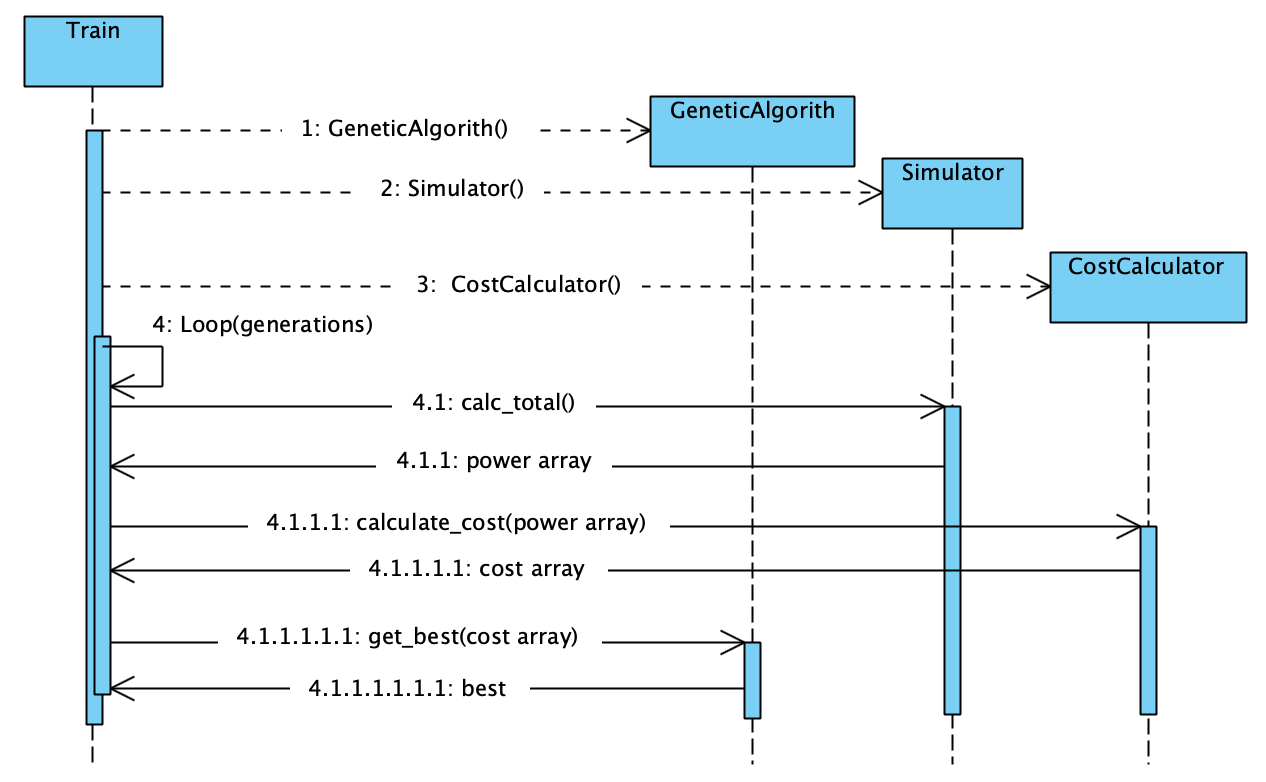 Train
GeneticAlgorith
1: GeneticAlgorith()
Simulator
2: Simulator()
CostCalculator
3: CostCalculator()
4: Loop(generations)
4.1: calc_total()
4.1.1: power array
4.1.1.1: calculate_cost(power array)
4.1.1.1.1: cost array
4.1.1.1.1.1: get_best(cost array)
4.1.1.1.1.1.1: best